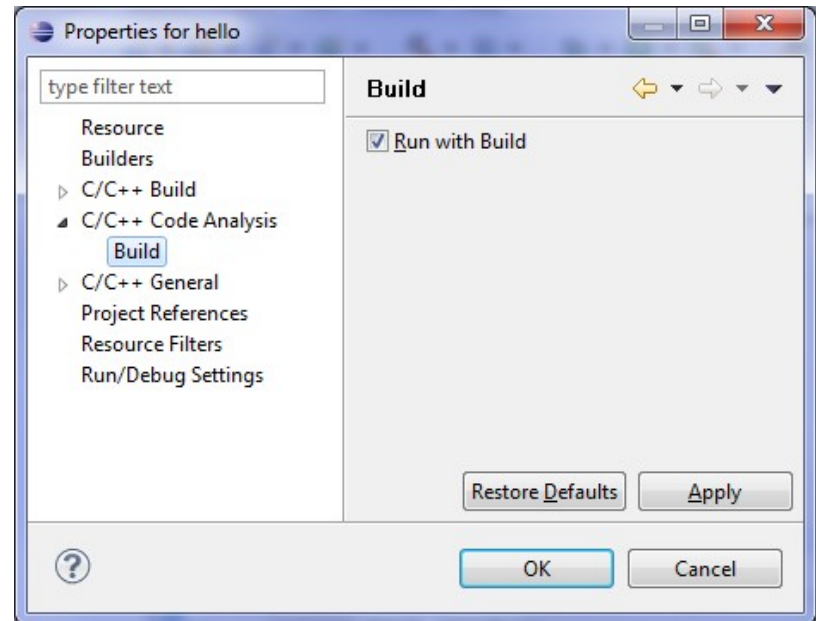 Properties for hello
type filter text
Resource
Builders
C/C++ Build
C/C++ Code Analysis
Build
C/C++ General
Project References
Resource Filters
Run/Debug Settings
Build
Run with Build
Restore Defaults
Apply
?
OK
Cancel